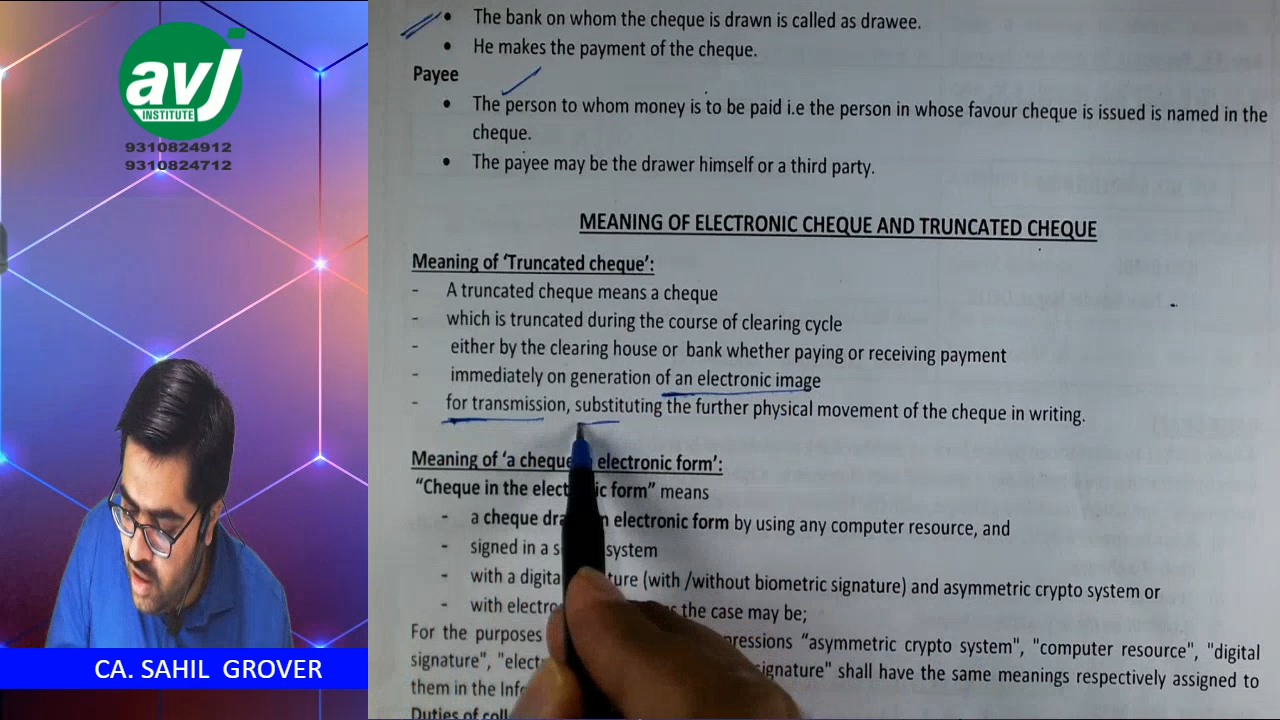 avj
INSTITUTE
9310824912
9310824712
CA. SAHIL GROVER
• The bank on whom the cheque is drawn is called as drawee.
• He makes the payment of the cheque.
Payee
• The person to whom money is to be paid i.e the person in whose favour cheque is issued is named in the
cheque.
• The payee may be the drawer himself or a third party.
MEANING OF ELECTRONIC CHEQUE AND TRUNCATED CHEQUE
Meaning of 'Truncated cheque':
- A truncated cheque means a cheque
- which is truncated during the course of clearing cycle
- either by the clearing house or bank whether paying or receiving payment
- immediately on generation of an electronic image
- for transmission, substituting the further physical movement of the cheque in writing.
Meaning of 'a cheque electronic form':
"Cheque in the form" means
- a cheque electronic form by using any computer resource, and
- signed in a system
- with a (with /without biometric signature) and asymmetric crypto system or
- with the case may be;
For the purposes "asymmetric crypto system", "computer resource", "digital
signature", signature" shall have the same meanings respectively assigned to
them in the
Duties of